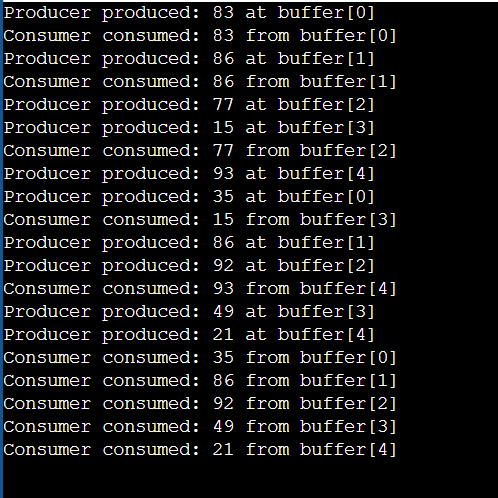 Producer produced: 83 at buffer[0]
Consumer consumed: 83 from buffer[0]
Producer produced: 86 at buffer[1]
Consumer consumed: 86 from buffer[1]
Producer produced: 77 at buffer[2]
Producer produced: 15 at buffer[3]
Consumer consumed: 77 from buffer[2]
Producer produced: 93 at buffer[4]
Producer produced: 35 at buffer[0]
Consumer consumed: 15 from buffer[3]
Producer produced: 86 at buffer[1]
Producer produced: 92 at buffer[2]
Consumer consumed: 93 from buffer[4]
Producer produced: 49 at buffer[3]
Producer produced: 21 at buffer[4]
Consumer consumed: 35 from buffer[0]
Consumer consumed: 86 from buffer[1]
Consumer consumed: 92 from buffer[2]
Consumer consumed: 49 from buffer[3]
Consumer consumed: 21 from buffer[4]